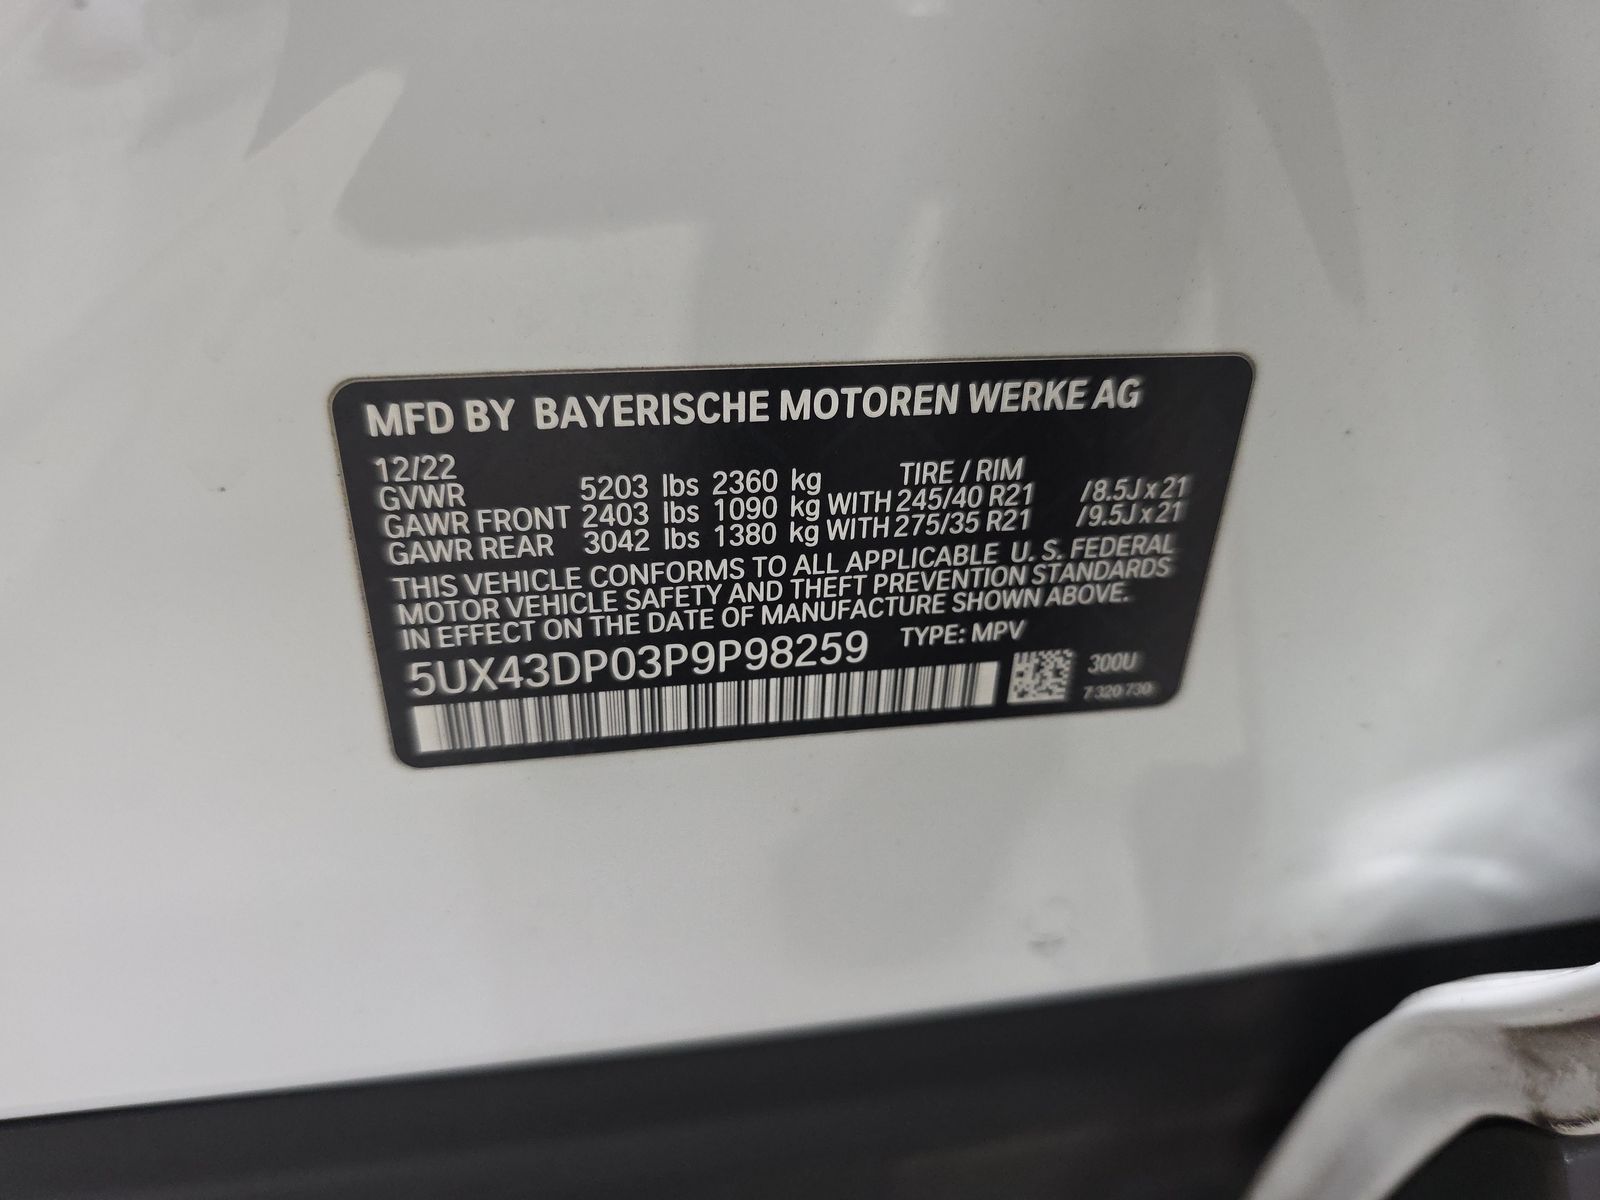 MFD BY BAYERISCHE MOTOREN WERKE AG
12/22
GVWR 5203 lbs 2360 kg TIRE / RIM
GAWR FRONT 2403 lbs 1090 kg WITH 245/40 R21 /8.5J x 21
GAWR REAR 3042 lbs 1380 kg WITH 275/35 R21 /9.5J x 21
THIS VEHICLE CONFORMS TO ALL APPLICABLE U. S. FEDERAL
MOTOR VEHICLE SAFETY AND THEFT PREVENTION STANDARDS
IN EFFECT ON THE DATE OF MANUFACTURE SHOWN ABOVE.
5UX43DP03P9P98259 TYPE: MPV
300U
7 320 730